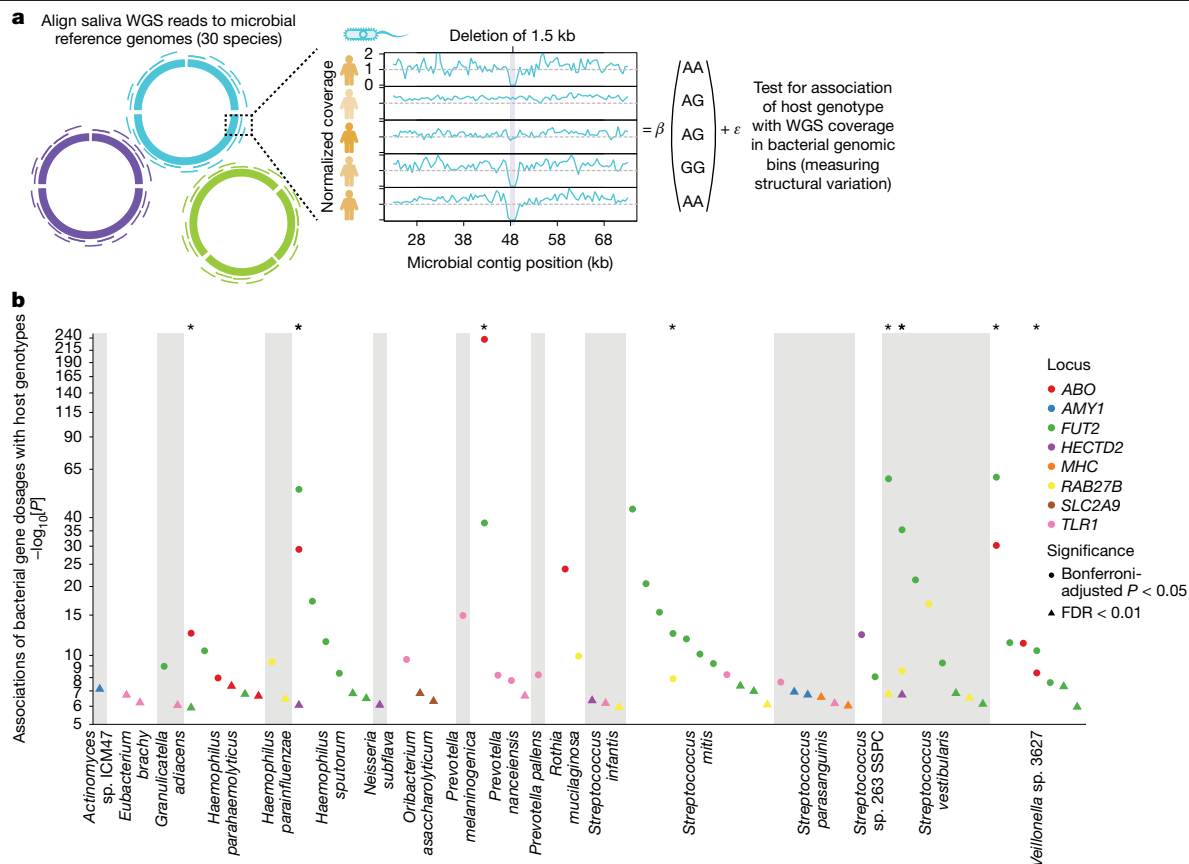 a
Align saliva WGS reads to microbial
reference genomes (30 species)
Deletion of 1.5 kb
Normalized coverage
2
1
0
28 38 48 58 68
Microbial contig position (kb)
= β
AA
AG
AG
GG
AA
+ ε
Test for association
of host genotype
with WGS coverage
in bacterial genomic
bins (measuring
structural variation)
b
Associations of bacterial gene dosages with host genotypes
–log10[P]
240
215
190
165
140
115
90
65
40
35
30
25
20
15
10
9
8
7
6
5
* * * * * * * *
Locus
ABO
AMY1
FUT2
HECTD2
MHC
RAB27B
SLC2A9
TLR1
Significance
Bonferroni-
adjusted P < 0.05
FDR < 0.01
Actinomyces
sp. ICM47
Eubacterium
brachy
Granulicatella
adiacens
Haemophilus
parahaemolyticus
Haemophilus
parainfluenzae
Haemophilus
sputorum
Neisseria
subflava
Oribacterium
asaccharolyticum
Prevotella
melaninogenica
Prevotella
nanceiensis
Prevotella pallens
Rothia
mucilaginosa
Streptococcus
infantis
Streptococcus
mitis
Streptococcus
parasanguinis
Streptococcus
sp. 263 SSPC
Streptococcus
vestibularis
Veillonella sp. 3627